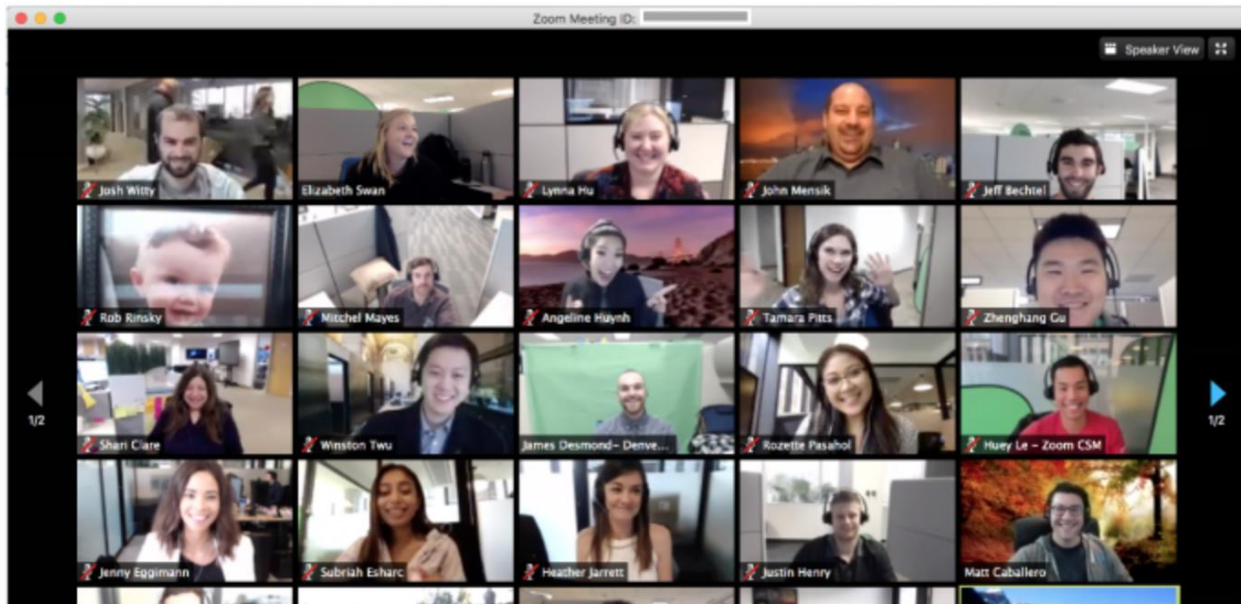 Zoom Meeting ID:
Speaker View
Josh Witty
Elizabeth Swan
Lynna Hu
John Mensik
Jeff Bechtel
Rob Rinsky
Mitchel Mayes
Angeline Huynh
Tamara Pitts
Zhenghang Gu
1/2
1/2
Shari Clare
Winston Twu
James Desmond- Denve...
Rozette Pasahol
Huey Le - Zoom CSM
Jenny Eggimann
Subriah Esharc
Heather Jarrett
Justin Henry
Matt Caballero